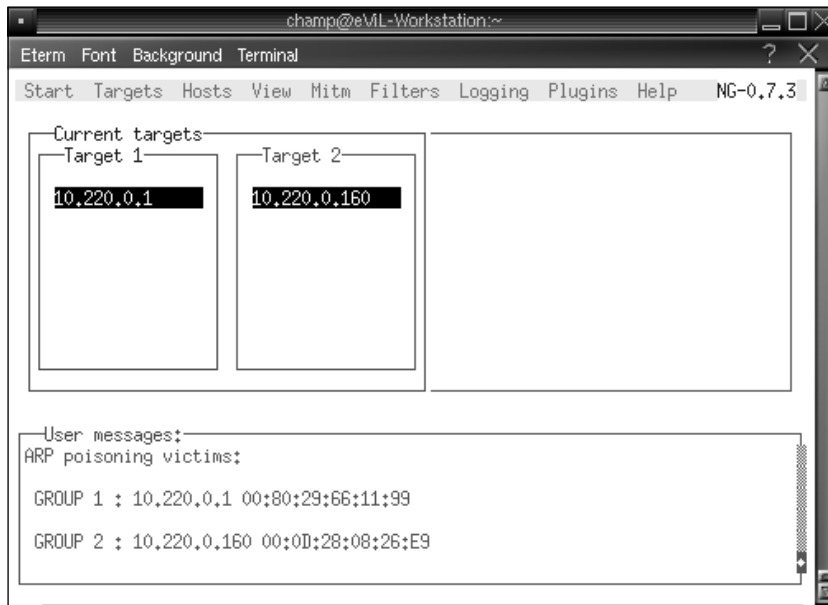 champ@eViL-Workstation:~
Eterm Font Background Terminal ?
Start Targets Hosts View Mitm Filters Logging Plugins Help NG-0.7.3
Current targets
Target 1 Target 2
10.220.0.1 10.220.0.160
User messages:
ARP poisoning victims:
GROUP 1 : 10.220.0.1 00:80:29:66:11:99
GROUP 2 : 10.220.0.160 00:0D:28:08:26:E9